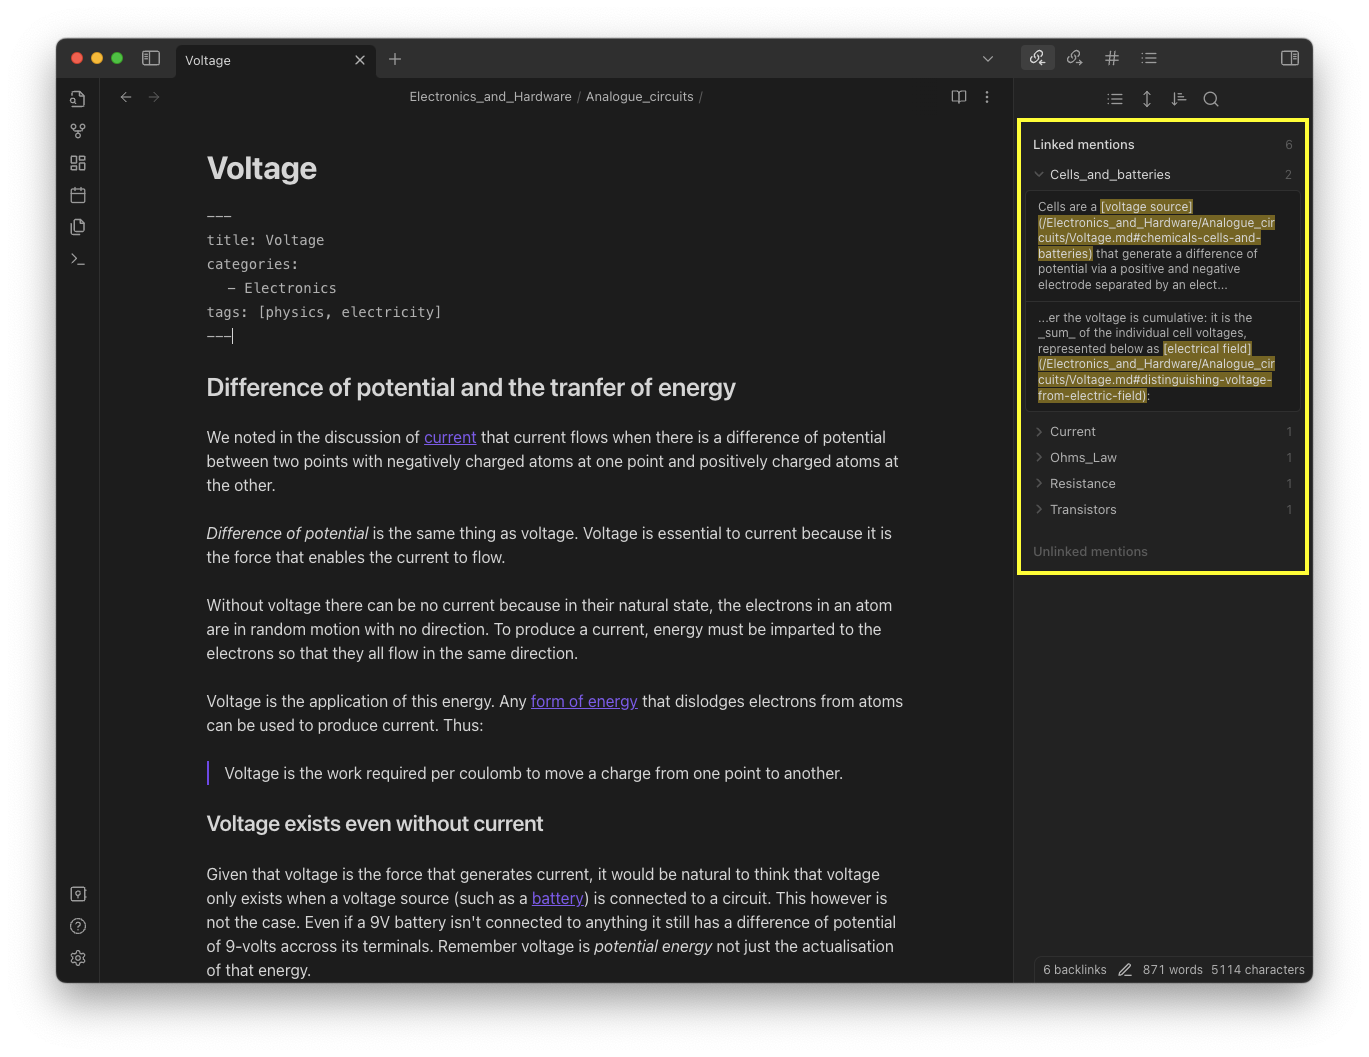 Voltage
Electronics_and_Hardware / Analogue_circuits /
Voltage
---
title: Voltage
categories:
- Electronics
tags: [physics, electricity]
---
Difference of potential and the tranfer of energy
We noted in the discussion of current that current flows when there is a difference of potential
between two points with negatively charged atoms at one point and positively charged atoms at
the other.
Difference of potential is the same thing as voltage. Voltage is essential to current because it is
the force that enables the current to flow.
Without voltage there can be no current because in their natural state, the electrons in an atom
are in random motion with no direction. To produce a current, energy must be imparted to the
electrons so that they all flow in the same direction.
Voltage is the application of this energy. Any form of energy that dislodges electrons from atoms
can be used to produce current. Thus:
Voltage is the work required per coulomb to move a charge from one point to another.
Voltage exists even without current
Given that voltage is the force that generates current, it would be natural to think that voltage
only exists when a voltage source (such as a battery) is connected to a circuit. This however is
not the case. Even if a 9V battery isn't connected to anything it still has a difference of potential
of 9-volts accross its terminals. Remember voltage is potential energy not just the actualisation
of that energy.
Linked mentions 6
Cells_and_batteries 2
Cells are a [voltage source]
(/Electronics_and_Hardware/Analogue_cir
cuits/Voltage.md#chemicals-cells-and-
batteries) that generate a difference of
potential via a positive and negative
electrode separated by an elect...
...er the voltage is cumulative: it is the
_sum_ of the individual cell voltages,
represented below as [electrical field]
(/Electronics_and_Hardware/Analogue_cir
cuits/Voltage.md#distinguishing-voltage-
from-electric-field):
Current 1
Ohms_Law 1
Resistance 1
Transistors 1
Unlinked mentions
6 backlinks 871 words 5114 characters